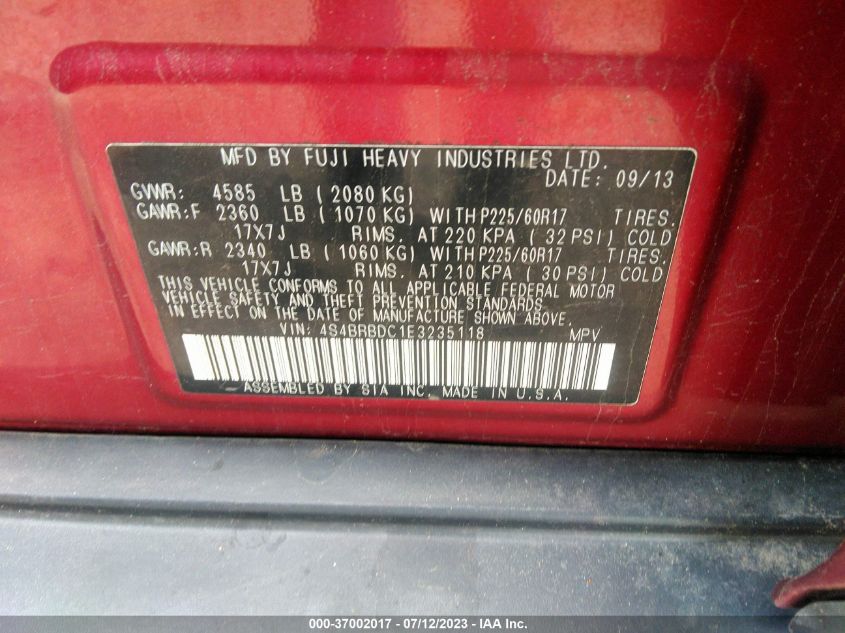 MFD BY FUJI HEAVY INDUSTRIES LTD.
DATE: 09/13
GVWR: 4585 LB ( 2080 KG)
GAWR:F 2360 LB ( 1070 KG) WITH P225/60R17 TIRES.
17X7J RIMS. AT 220 KPA ( 32 PSI) COLD
GAWR:R 2340 LB ( 1060 KG) WITH P225/60R17 TIRES.
17X7J RIMS. AT 210 KPA ( 30 PSI) COLD
THIS VEHICLE CONFORMS TO ALL APPLICABLE FEDERAL MOTOR
VEHICLE SAFETY AND THEFT PREVENTION STANDARDS
IN EFFECT ON THE DATE OF MANUFACTURE SHOWN ABOVE.
VIN: 4S4BRBDC1E3235118 MPV
ASSEMBLED BY SIA INC. MADE IN U.S.A.
000-37002017 - 07/12/2023 - IAA Inc.